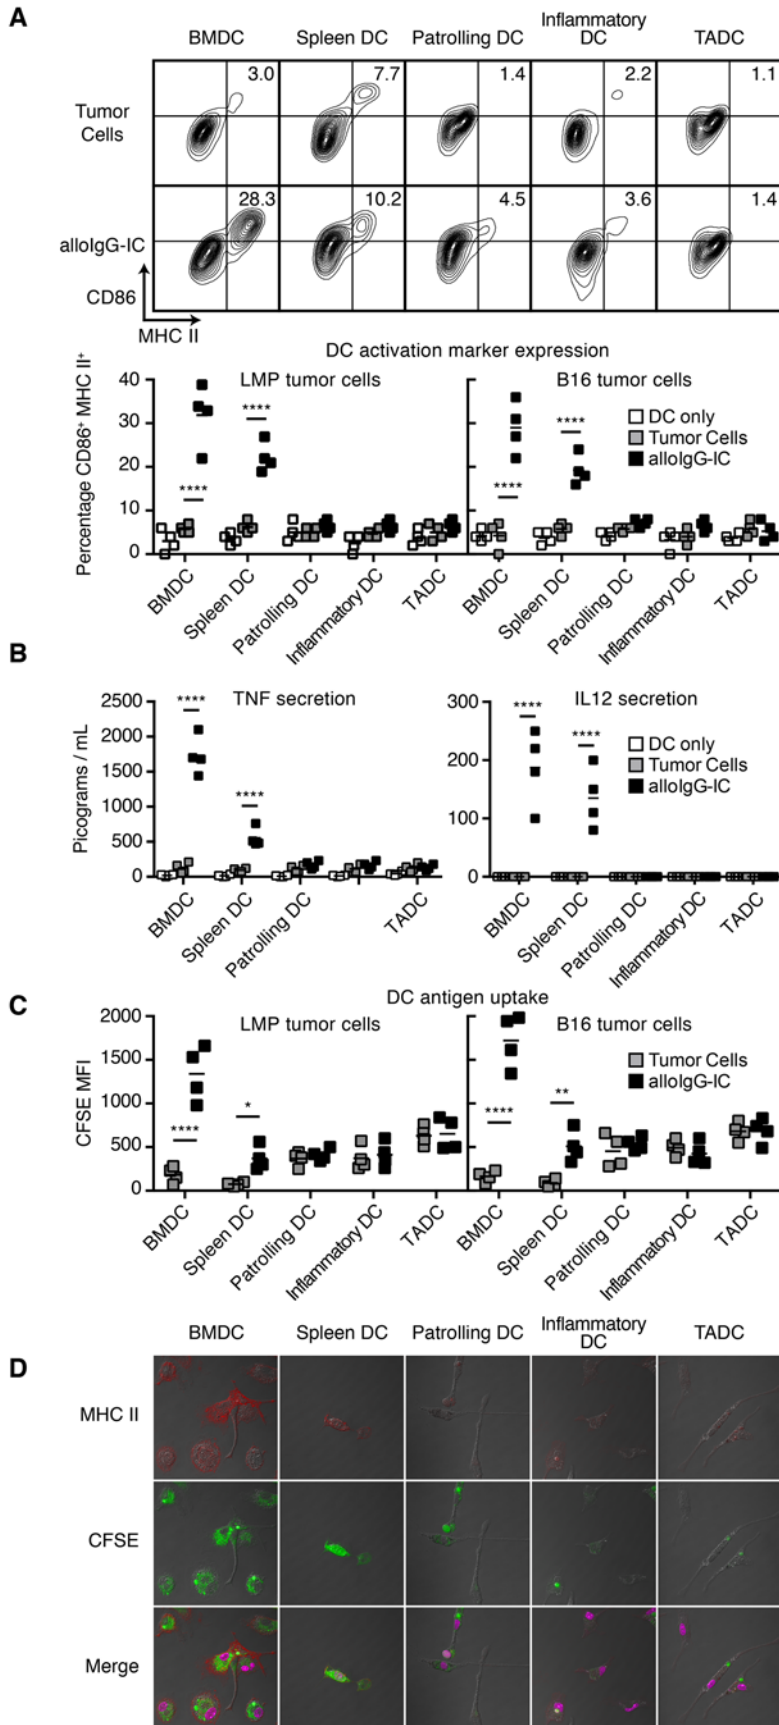 A
BMDC Spleen DC Patrolling DC Inflammatory DC TADC
Tumor Cells
3.0 7.7 1.4 2.2 1.1
alloIgG-IC
28.3 10.2 4.5 3.6 1.4
CD86
MHC II
DC activation marker expression
LMP tumor cells B16 tumor cells
Percentage CD86+ MHC II+
40
30
20
10
0
**** **** **** ****
DC only
Tumor Cells
alloIgG-IC
BMDC Spleen DC Patrolling DC Inflammatory DC TADC BMDC Spleen DC Patrolling DC Inflammatory DC TADC
B
TNF secretion IL12 secretion
Picograms / mL
2500
2000
1500
1000
500
0
**** ****
300
200
100
0
**** ****
DC only
Tumor Cells
alloIgG-IC
BMDC Spleen DC Patrolling DC TADC BMDC Spleen DC Patrolling DC Inflammatory DC TADC
C
DC antigen uptake
LMP tumor cells B16 tumor cells
CFSE MFI
2000
1500
1000
500
0
**** * **** **
Tumor Cells
alloIgG-IC
BMDC Spleen DC Patrolling DC Inflammatory DC TADC BMDC Spleen DC Patrolling DC Inflammatory DC TADC
BMDC Spleen DC Patrolling DC Inflammatory DC TADC
D
MHC II
CFSE
Merge